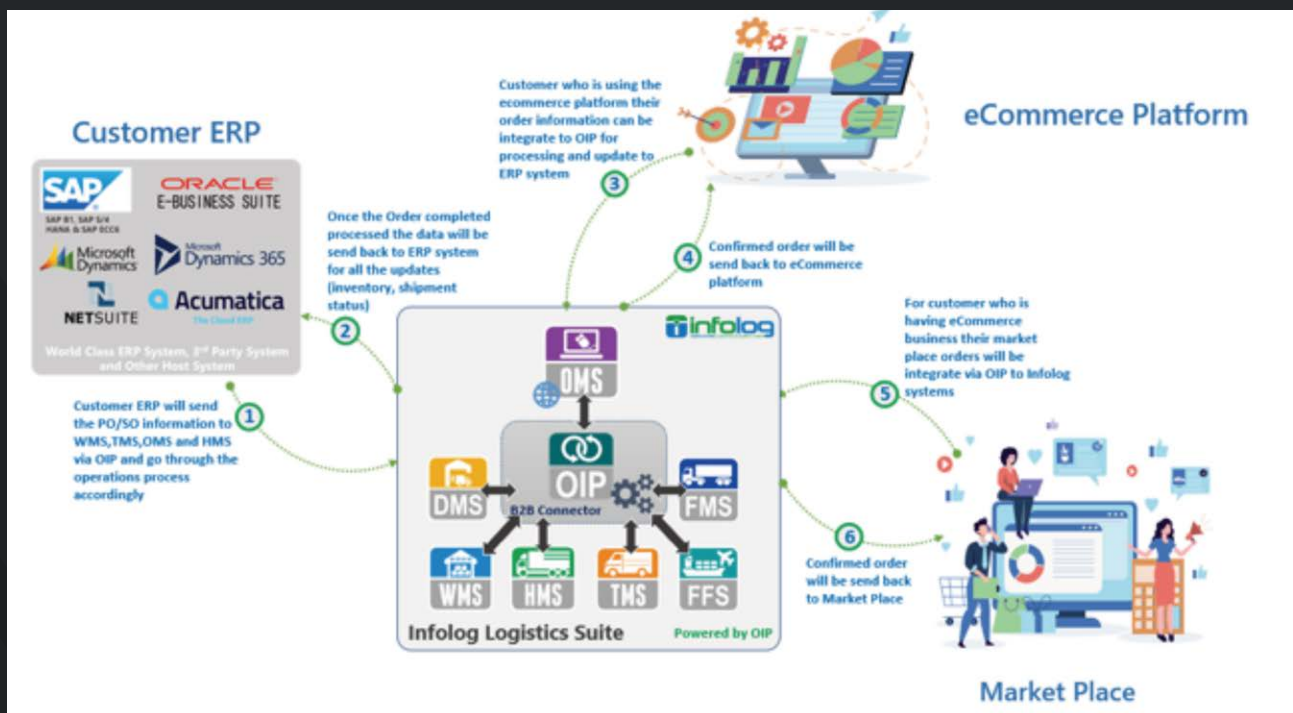 Customer ERP
SAP
SAP B1, SAP S/4
HANA & SAP ECC6
ORACLE
E-BUSINESS SUITE
Microsoft
Dynamics
Microsoft
Dynamics 365
NETSUITE
Acumatica
The Cloud ERP
World Class ERP System, 3rd Party System
and Other Host System
1
Customer ERP will send
the PO/SO information to
WMS,TMS,OMS and HMS
via OIP and go through the
operations process
accordingly
Once the Order completed
processed the data will be
send back to ERP system
for all the updates
(inventory, shipment
status)
2
Customer who is using the
ecommerce platform their
order information can be
integrate to OIP for
processing and update to
ERP system
3
eCommerce Platform
4
Confirmed order will be
send back to eCommerce
platform
infolog
OMS
OIP
B2B Connector
DMS
FMS
WMS
HMS
TMS
FFS
Infolog Logistics Suite
Powered by OIP
For customer who is
having eCommerce
business their market
place orders will be
integrate via OIP to Infolog
systems
5
6
Confirmed order
will be send back
to Market Place
Market Place